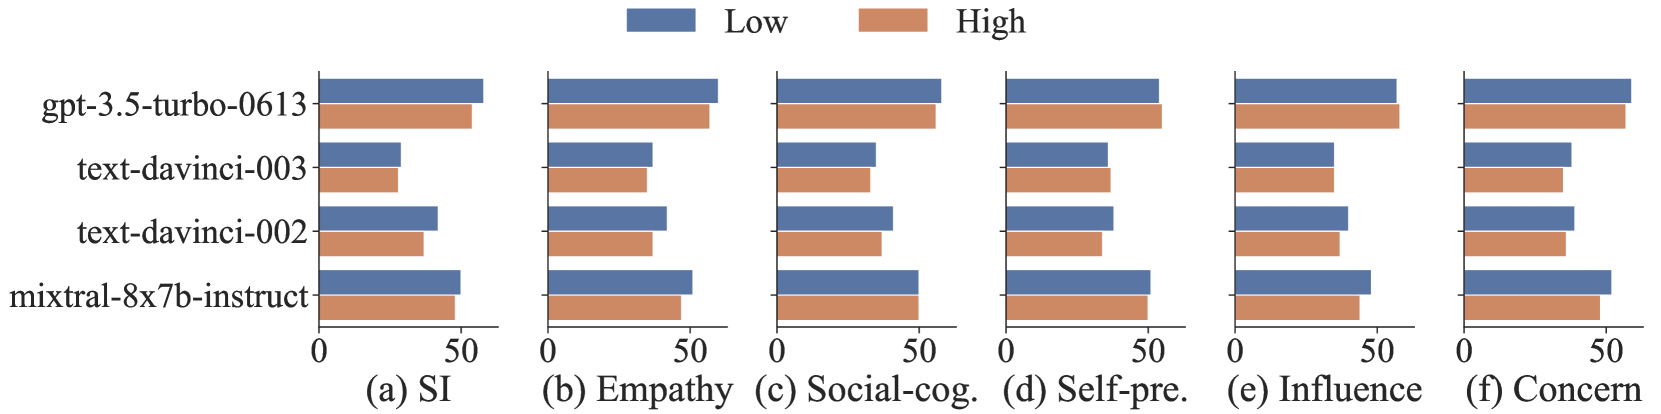 Low High
gpt-3.5-turbo-0613
text-davinci-003
text-davinci-002
mixtral-8x7b-instruct
0 50 0 50 0 50 0 50 0 50 0 50
(a) SI (b) Empathy (c) Social-cog. (d) Self-pre. (e) Influence (f) Concern